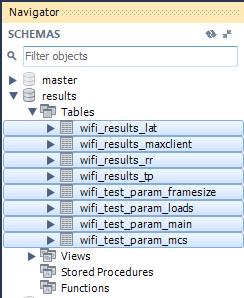 Navigator
SCHEMAS
Filter objects
master
results
Tables
wifi_results_lat
wifi_results_maxclient
wifi_results_rr
wifi_results_tp
wifi_test_param_framesize
wifi_test_param_loads
wifi_test_param_main
wifi_test_param_mcs
Views
Stored Procedures
Functions